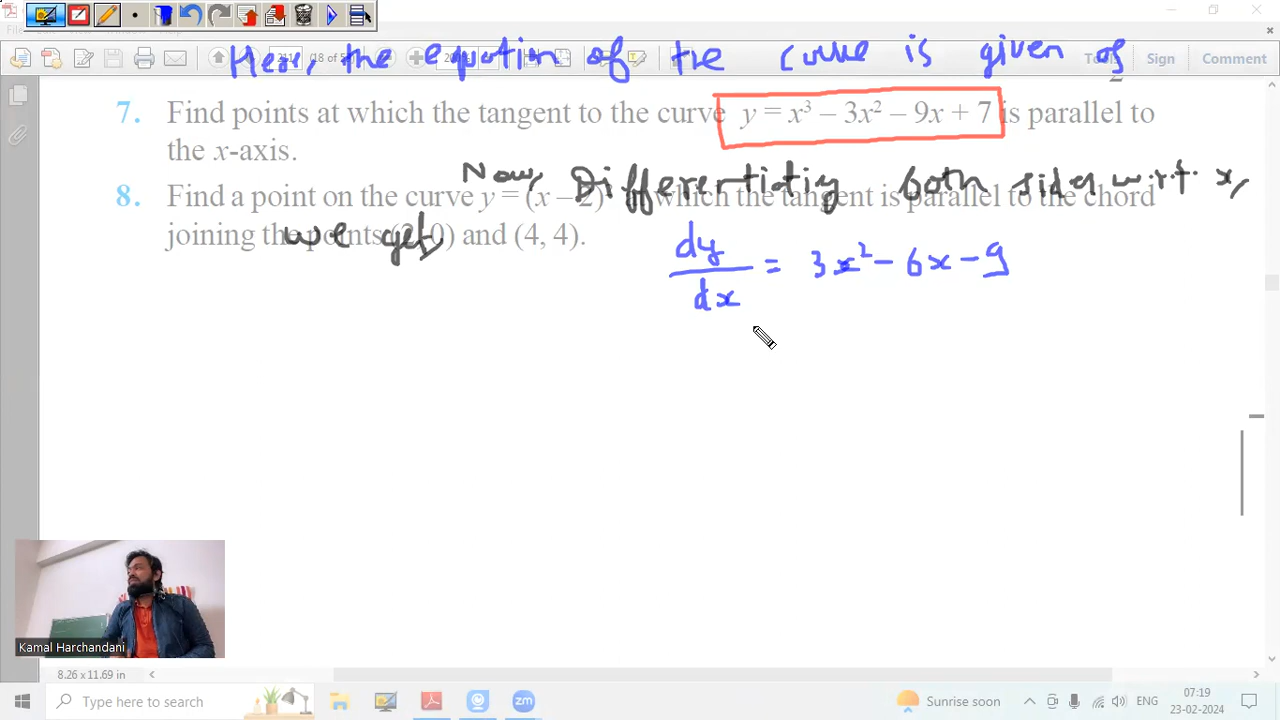 Here, the equation of the curve is given of
Tools Sign Comment
7. Find points at which the tangent to the curve y = x³ – 3x² – 9x + 7 is parallel to
the x-axis.
Now, Differentiatiy both sides w.r.t. x,
8. Find a point on the curve y = (x – 2)² at which the tangent is parallel to the chord
joining the points (2, 0) and (4, 4).
we get,
dy/dx = 3x² - 6x - 9
Kamal Harchandani
8.26 x 11.69 in
Type here to search
Sunrise soon
ENG
07:19
23-02-2024